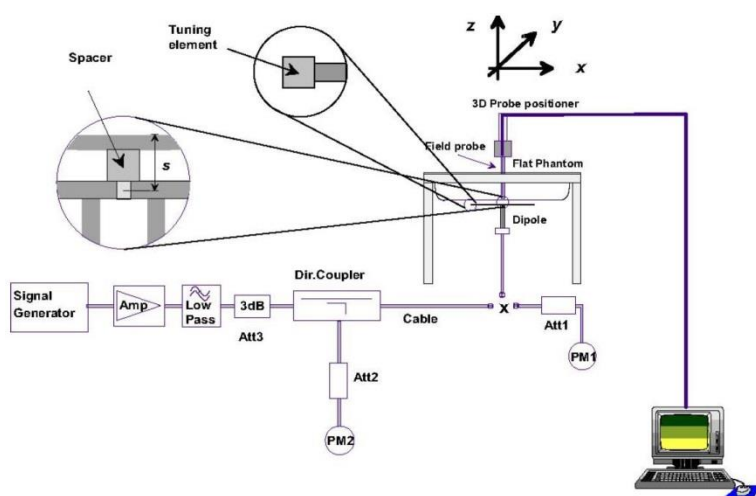 Tuning
element
z
y
x
Spacer
3D Probe positioner
Field probe
Flat Phantom
s
Dipole
Dir.Coupler
Signal
Generator
Amp
Low
Pass
3dB
Att3
Cable
x
Att1
PM1
Att2
PM2